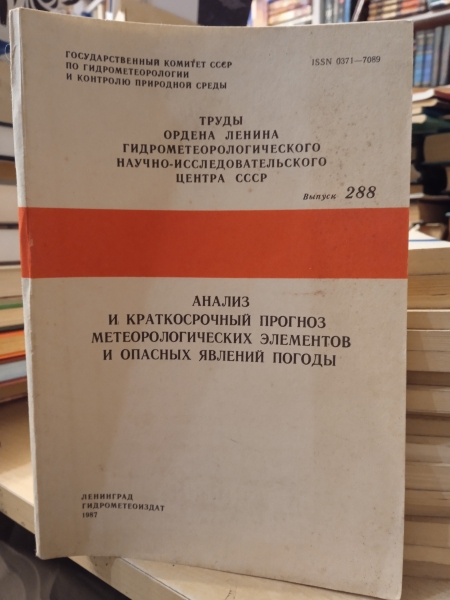 ГОСУДАРСТВЕННЫЙ КОМИТЕТ СССР
ПО ГИДРОМЕТЕОРОЛОГИИ
И КОНТРОЛЮ ПРИРОДНОЙ СРЕДЫ
ISSN 0371—7089
ТРУДЫ
ОРДЕНА ЛЕНИНА
ГИДРОМЕТЕОРОЛОГИЧЕСКОГО
НАУЧНО-ИССЛЕДОВАТЕЛЬСКОГО
ЦЕНТРА СССР
Выпуск 288
АНАЛИЗ
И КРАТКОСРОЧНЫЙ ПРОГНОЗ
МЕТЕОРОЛОГИЧЕСКИХ ЭЛЕМЕНТОВ
И ОПАСНЫХ ЯВЛЕНИЙ ПОГОДЫ
ЛЕНИНГРАД
ГИДРОМЕТЕОИЗДАТ
1987